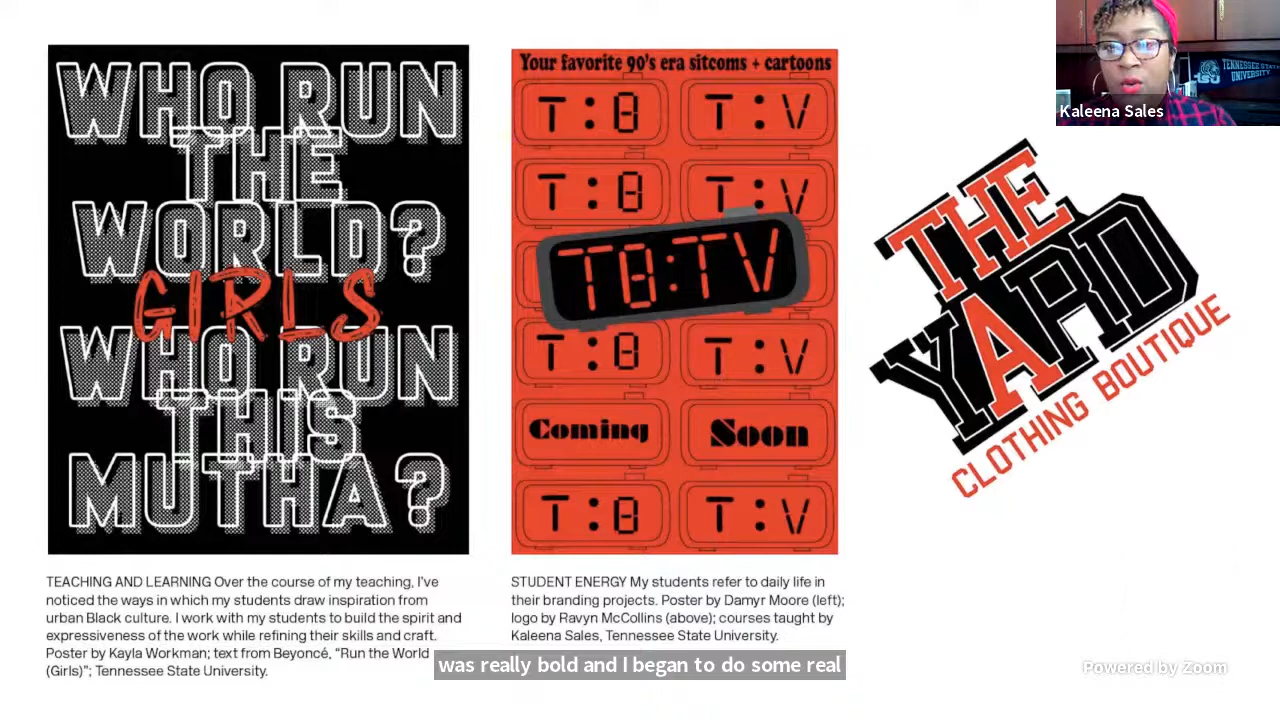 WHO RUN
THE
WORLD?
GIRLS
WHO RUN
THIS
MUTHA?
Your favorite 90's era sitcoms + cartoons
T:0 T:V
T:0 T:V
T0:TV
T:0 T:V
Coming Soon
T:0 T:V
THE
YARD
CLOTHING BOUTIQUE
TENNESSEE STATE
UNIVERSITY
Kaleena Sales
TEACHING AND LEARNING Over the course of my teaching, I've
noticed the ways in which my students draw inspiration from
urban Black culture. I work with my students to build the spirit and
expressiveness of the work while refining their skills and craft.
Poster by Kayla Workman; text from Beyoncé, “Run the World
(Girls)”; Tennessee State University.
STUDENT ENERGY My students refer to daily life in
their branding projects. Poster by Damyr Moore (left);
logo by Ravyn McCollins (above); courses taught by
Kaleena Sales, Tennessee State University.
was really bold and I began to do some real
Powered by Zoom